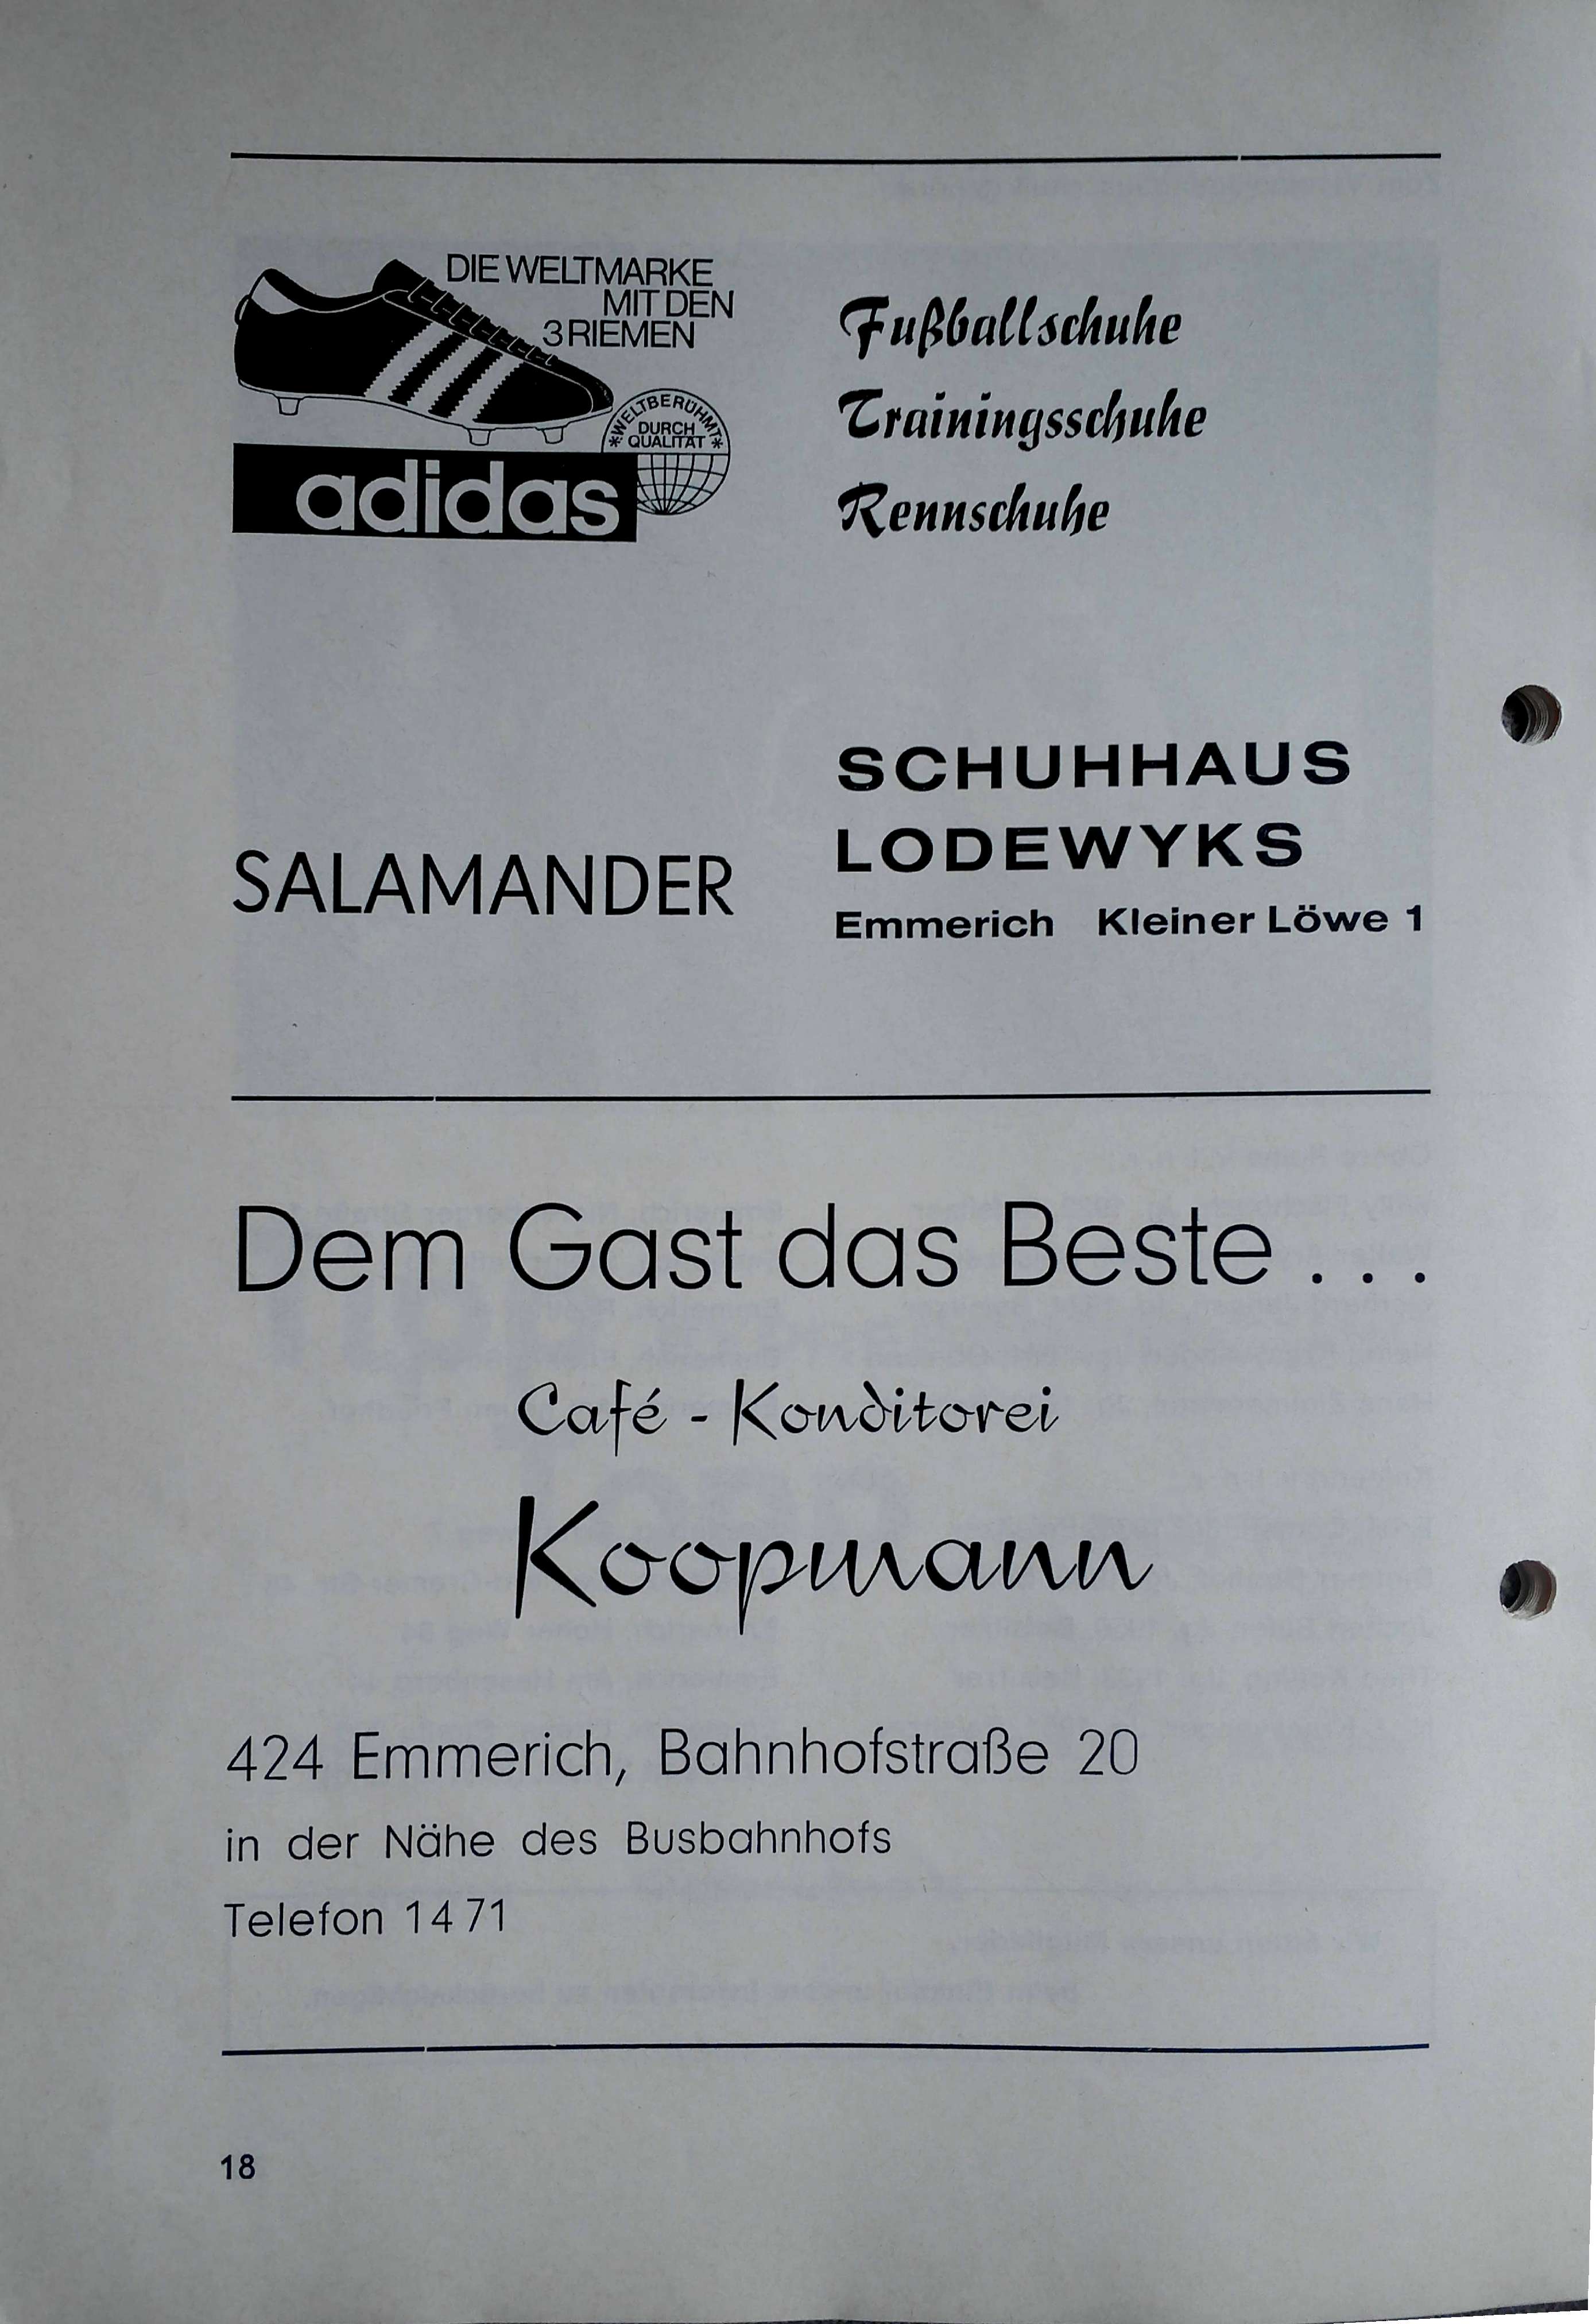 DIE WELTMARKE
MIT DEN
3 RIEMEN
*WELTBERÜHMT*
DURCH
QUALITÄT
adidas
Fußballschuhe
Trainingsschuhe
Rennschuhe
SALAMANDER
SCHUHHAUS
LODEWYKS
Emmerich Kleiner Löwe 1
Dem Gast das Beste . . .
Café - Konditorei
Koopmann
424 Emmerich, Bahnhofstraße 20
in der Nähe des Busbahnhofs
Telefon 14 71
18